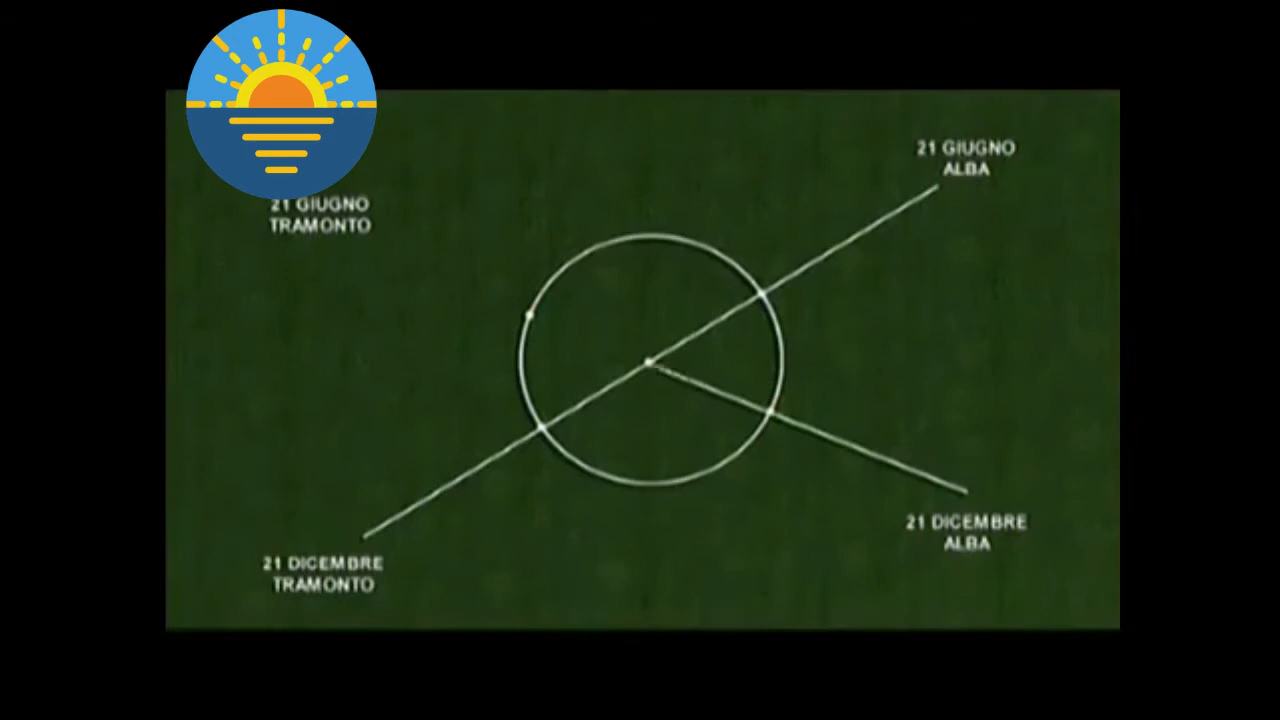 21 GIUGNO
ALBA
21 GIUGNO
TRAMONTO
21 DICEMBRE
ALBA
21 DICEMBRE
TRAMONTO